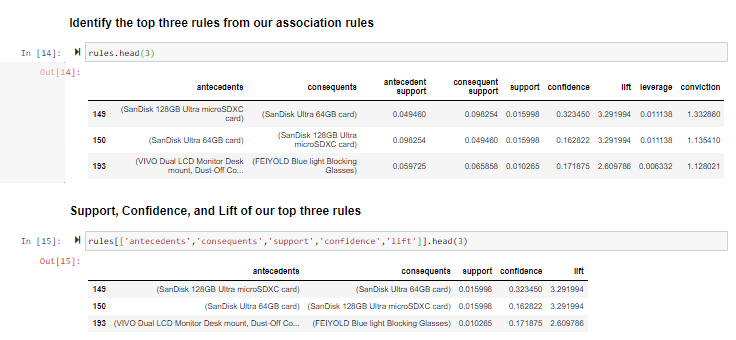 Identify the top three rules from our association rules
In [14]: rules.head(3)
Out[14]:
antecedents consequents antecedent support consequent support support confidence lift leverage conviction
149 (SanDisk 128GB Ultra microSDXC card) (SanDisk Ultra 64GB card) 0.049460 0.098254 0.015998 0.323450 3.291994 0.011138 1.332860
150 (SanDisk Ultra 64GB card) (SanDisk 128GB Ultra microSDXC card) 0.098254 0.049460 0.015998 0.162822 3.291994 0.011138 1.135410
193 (VIVO Dual LCD Monitor Desk mount, Dust-Off Co... (FEIYOLD Blue light Blocking Glasses) 0.059725 0.065858 0.010265 0.171875 2.609786 0.006332 1.128021
Support, Confidence, and Lift of our top three rules
In [15]: rules[['antecedents','consequents','support','confidence','lift']].head(3)
Out[15]:
antecedents consequents support confidence lift
149 (SanDisk 128GB Ultra microSDXC card) (SanDisk Ultra 64GB card) 0.015998 0.323450 3.291994
150 (SanDisk Ultra 64GB card) (SanDisk 128GB Ultra microSDXC card) 0.015998 0.162822 3.291994
193 (VIVO Dual LCD Monitor Desk mount, Dust-Off Co... (FEIYOLD Blue light Blocking Glasses) 0.010265 0.171875 2.609786